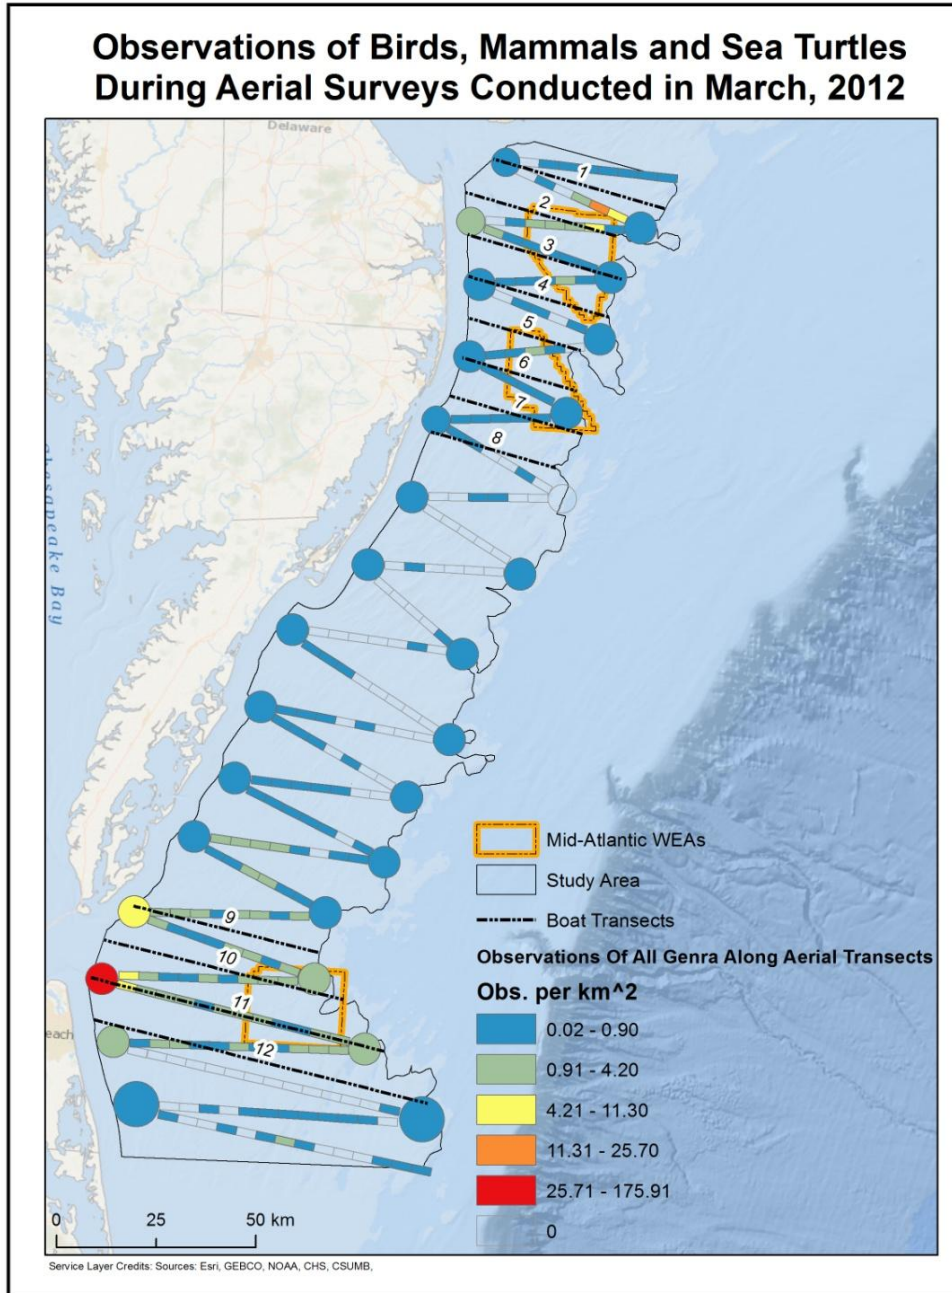 Observations of Birds, Mammals and Sea Turtles
During Aerial Surveys Conducted in March, 2012
Delaware
1
2
3
4
5
6
7
8
Chesapeake Bay
Mid-Atlantic WEAs
Study Area
9
Boat Transects
10
Observations Of All Genra Along Aerial Transects
Obs. per km^2
11
0.02 - 0.90
each
12
0.91 - 4.20
4.21 - 11.30
11.31 - 25.70
25.71 - 175.91
0 25 50 km
0
Service Layer Credits: Sources: Esri, GEBCO, NOAA, CHS, CSUMB,